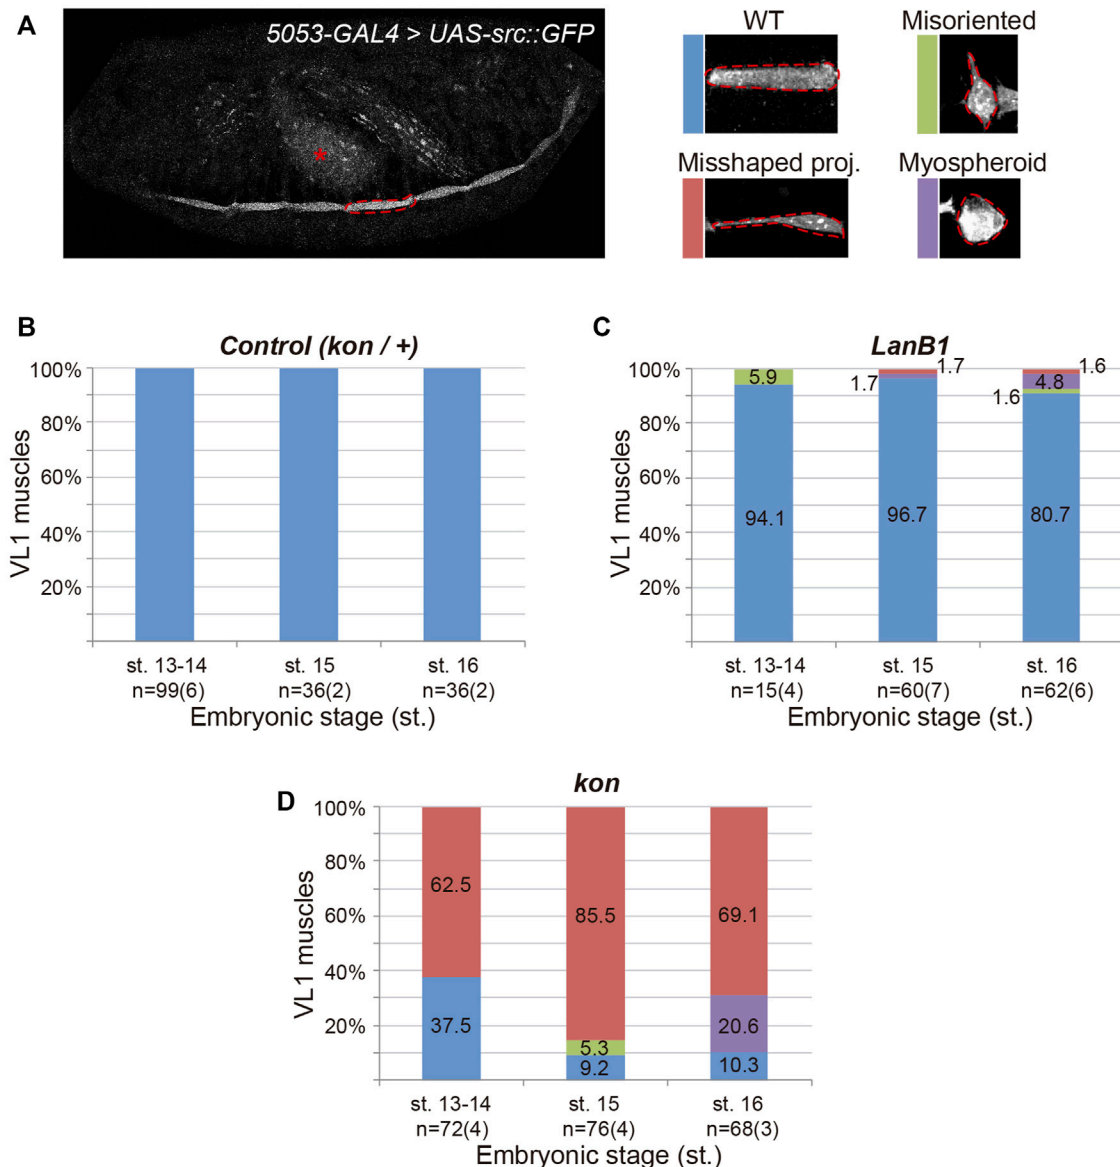 A
5053-GAL4 > UAS-src::GFP
*
WT
Misoriented
Misshaped proj.
Myospheroid
B
Control (kon / +)
100%
80%
60%
40%
20%
VL1 muscles
st. 13-14
n=99(6)
st. 15
n=36(2)
st. 16
n=36(2)
Embryonic stage (st.)
C
LanB1
100%
80%
60%
40%
20%
VL1 muscles
5.9
94.1
1.7
1.7
96.7
1.6
4.8
1.6
80.7
st. 13-14
n=15(4)
st. 15
n=60(7)
st. 16
n=62(6)
Embryonic stage (st.)
D
kon
100%
80%
60%
40%
20%
VL1 muscles
62.5
37.5
85.5
5.3
9.2
69.1
20.6
10.3
st. 13-14
n=72(4)
st. 15
n=76(4)
st. 16
n=68(3)
Embryonic stage (st.)